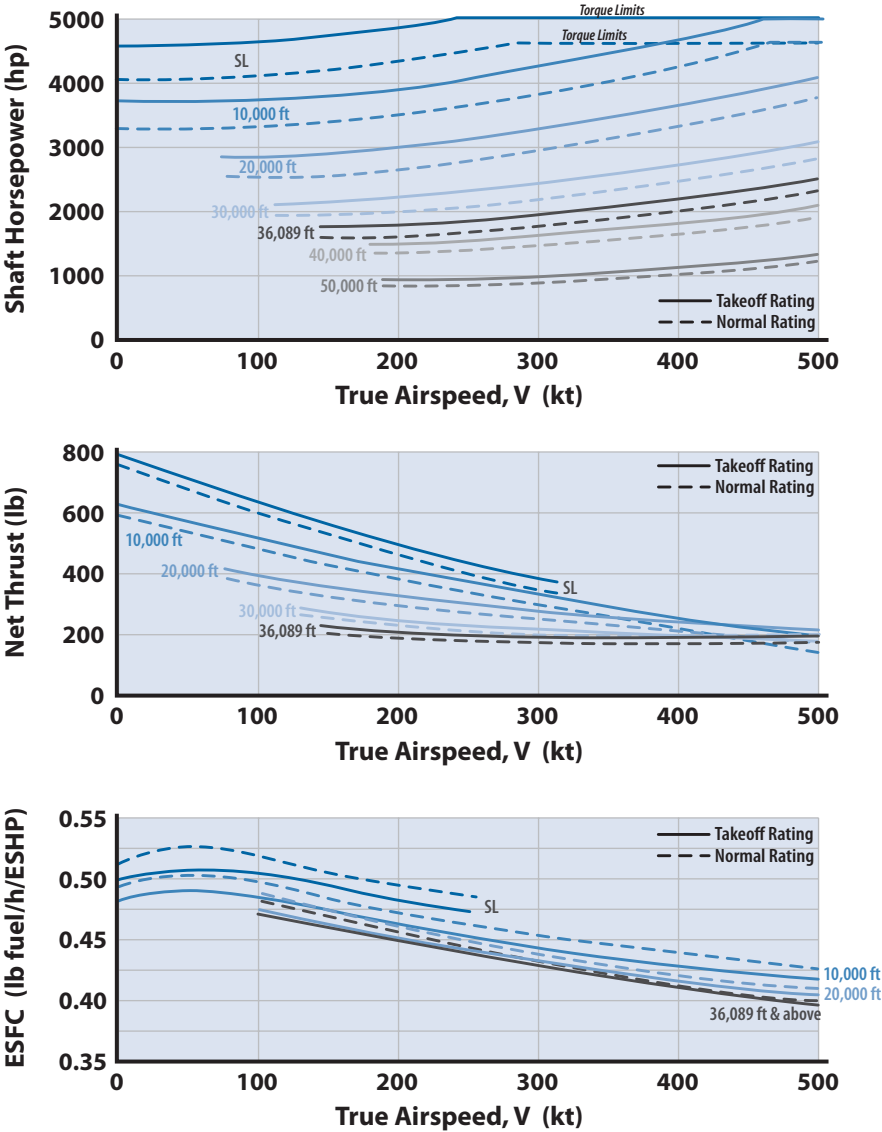 Shaft Horsepower (hp)
5000
4000
3000
2000
1000
0
Torque Limits
Torque Limits
SL
10,000 ft
20,000 ft
30,000 ft
36,089 ft
40,000 ft
50,000 ft
Takeoff Rating
Normal Rating
0 100 200 300 400 500
True Airspeed, V (kt)
Net Thrust (lb)
800
600
400
200
0
Takeoff Rating
Normal Rating
10,000 ft
20,000 ft
SL
30,000 ft
36,089 ft
0 100 200 300 400 500
True Airspeed, V (kt)
ESFC (lb fuel/h/ESHP)
0.55
0.50
0.45
0.40
0.35
Takeoff Rating
Normal Rating
SL
10,000 ft
20,000 ft
36,089 ft & above
0 100 200 300 400 500
True Airspeed, V (kt)